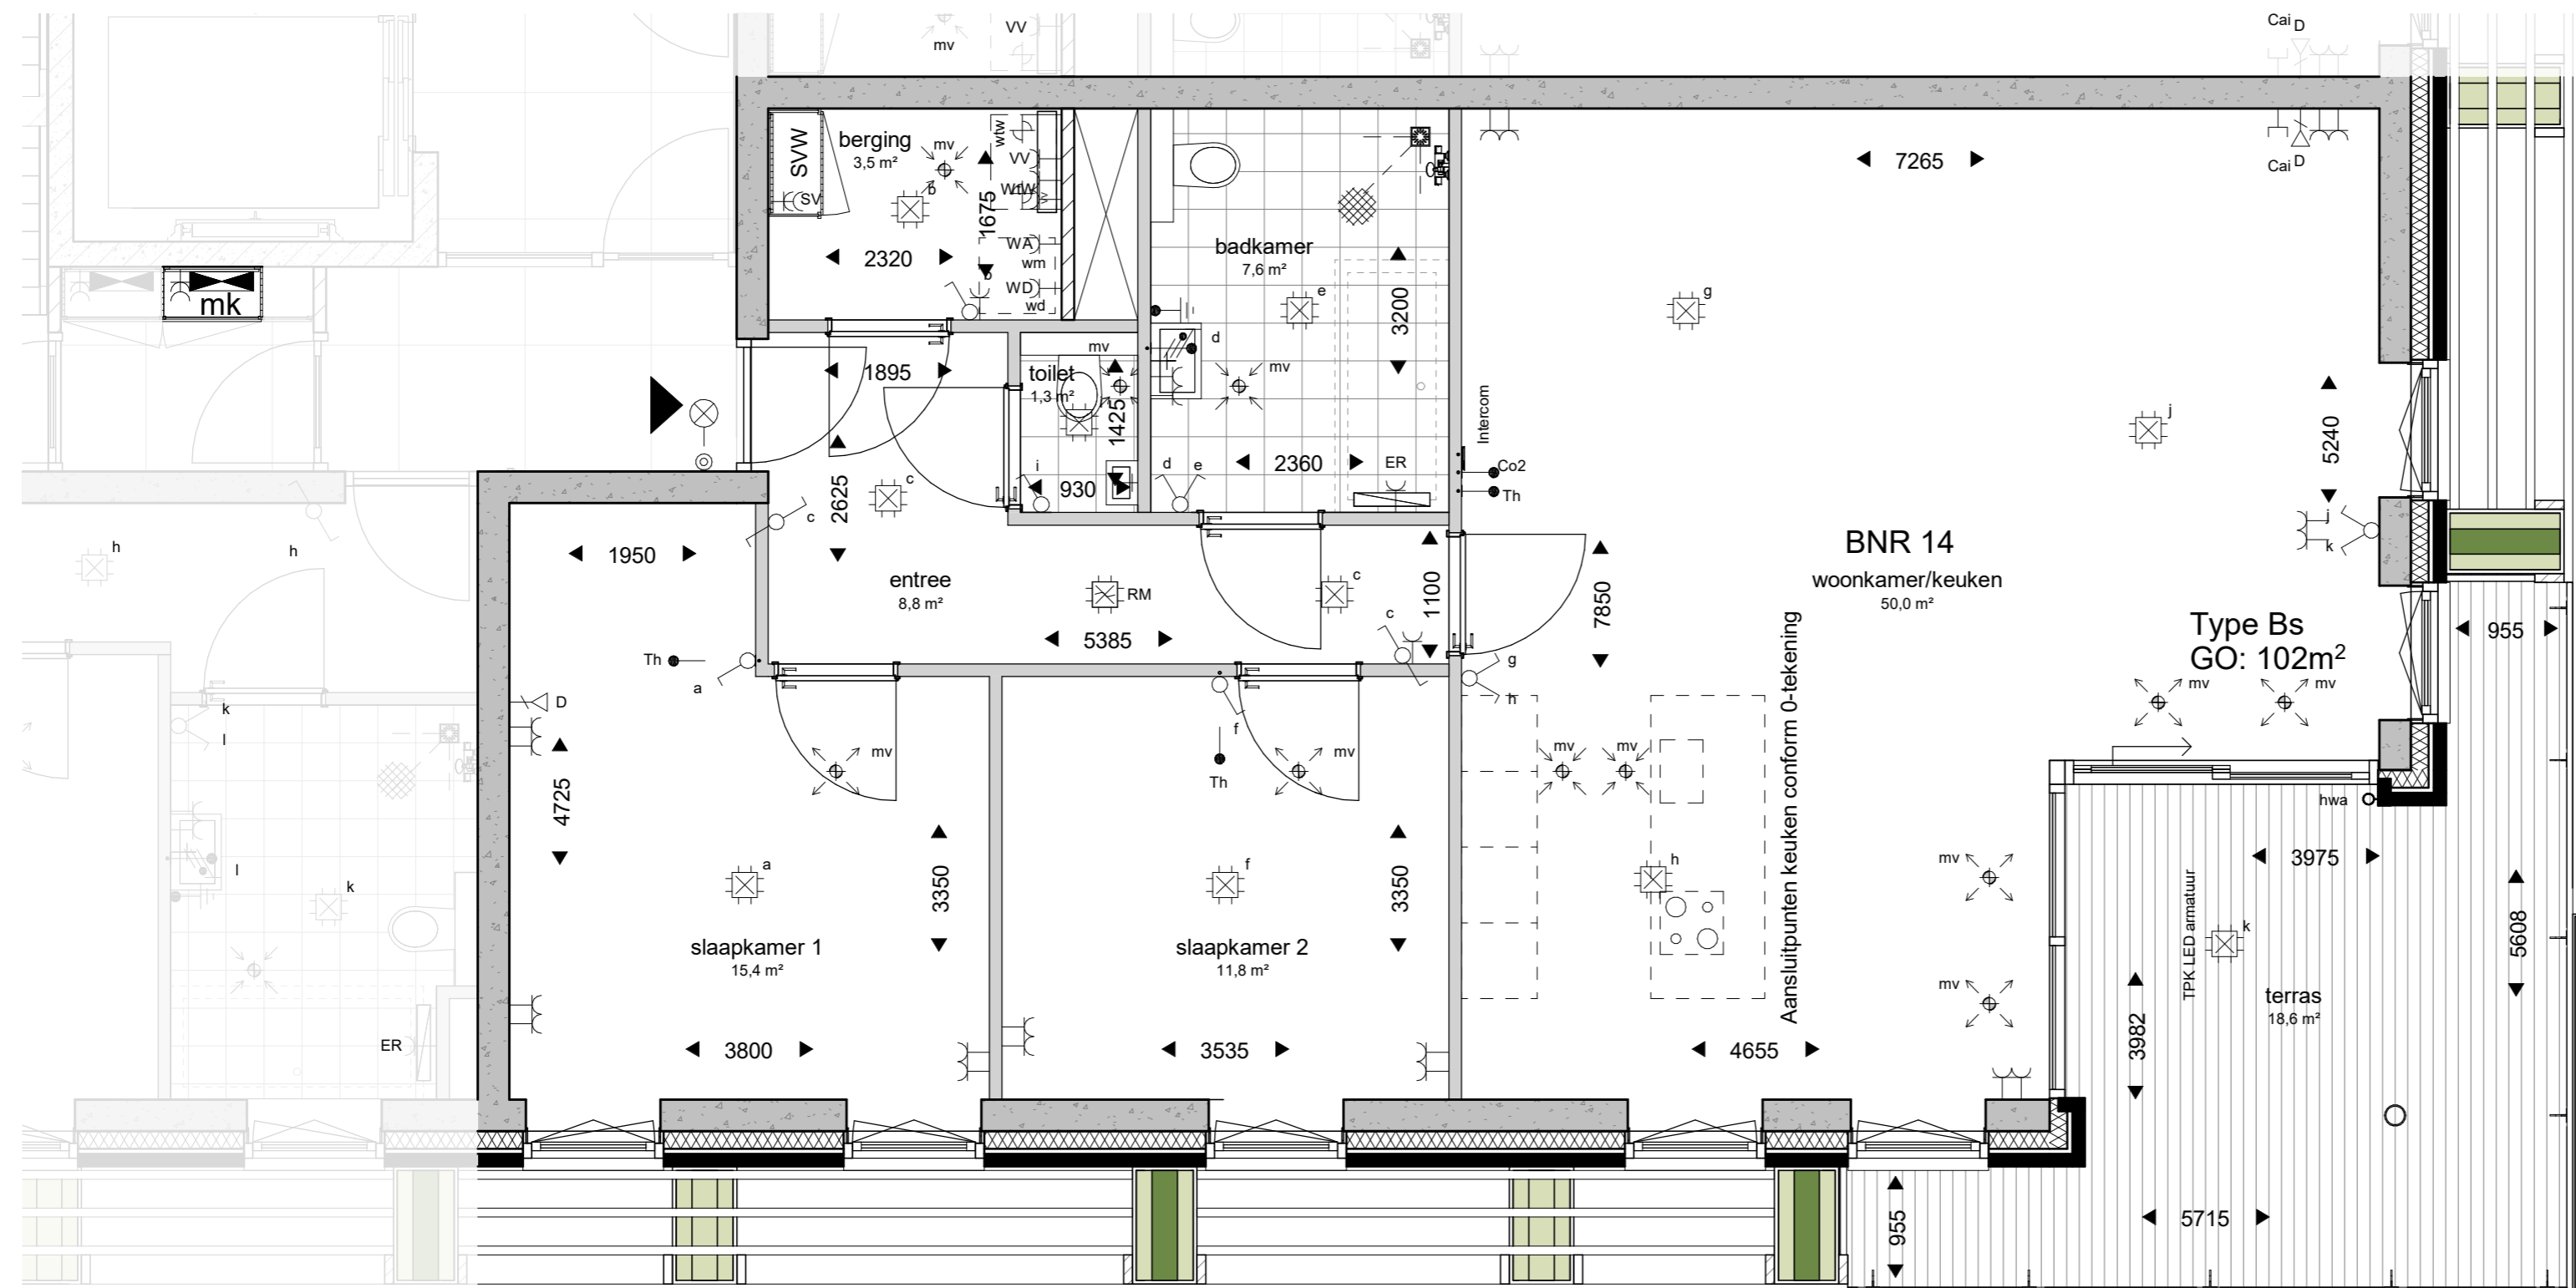 VV
mv
Cai D
SVW
SV
berging
3,5 m²
mv
b
wtw
VV
WtW
1675
2320
WA
wm
WD
wd
b
mk
badkamer
7,6 m²
e
3200
d
mv
2360
ER
d e
7265
Cai D
g
j
5240
Intercom
Co2
Th
j
k
1895
toilet
1,3 m²
mv
1425
i
930
2625
c
c
entree
8,8 m²
RM
5385
c
c
1100
7850
BNR 14
woonkamer/keuken
50,0 m²
Type Bs
GO: 102m²
mv
mv
955
h
h
1950
Th
a
D
4725
mv
f
Th
mv
g
h
mv
mv
Aansluitpunten keuken conform 0-tekening
hwa
3975
k
l
l
k
ER
a
3350
slaapkamer 1
15,4 m²
3800
f
3350
slaapkamer 2
11,8 m²
3535
h
4655
mv
mv
TPK LED armatuur
k
terras
18,6 m²
3982
5608
5715
955